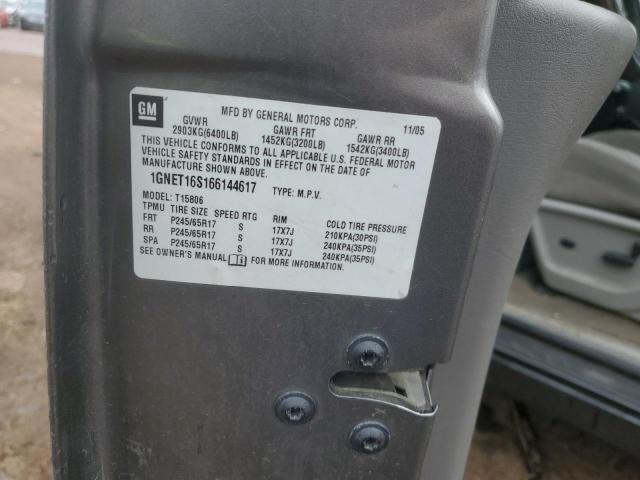 GM
MFD BY GENERAL MOTORS CORP. 11/05
GVWR GAWR FRT GAWR RR
2903KG(6400LB) 1452KG(3200LB) 1542KG(3400LB)
THIS VEHICLE CONFORMS TO ALL APPLICABLE U.S. FEDERAL MOTOR
VEHICLE SAFETY STANDARDS IN EFFECT ON THE DATE OF
MANUFACTURE SHOWN ABOVE.
1GNET16S166144617 TYPE: M.P.V.
MODEL: T15806
TPMU TIRE SIZE SPEED RTG RIM COLD TIRE PRESSURE
FRT P245/65R17 S 17X7J 210KPA(30PSI)
RR P245/65R17 S 17X7J 240KPA(35PSI)
SPA P245/65R17 S 17X7J 240KPA(35PSI)
SEE OWNER'S MANUAL FOR MORE INFORMATION.